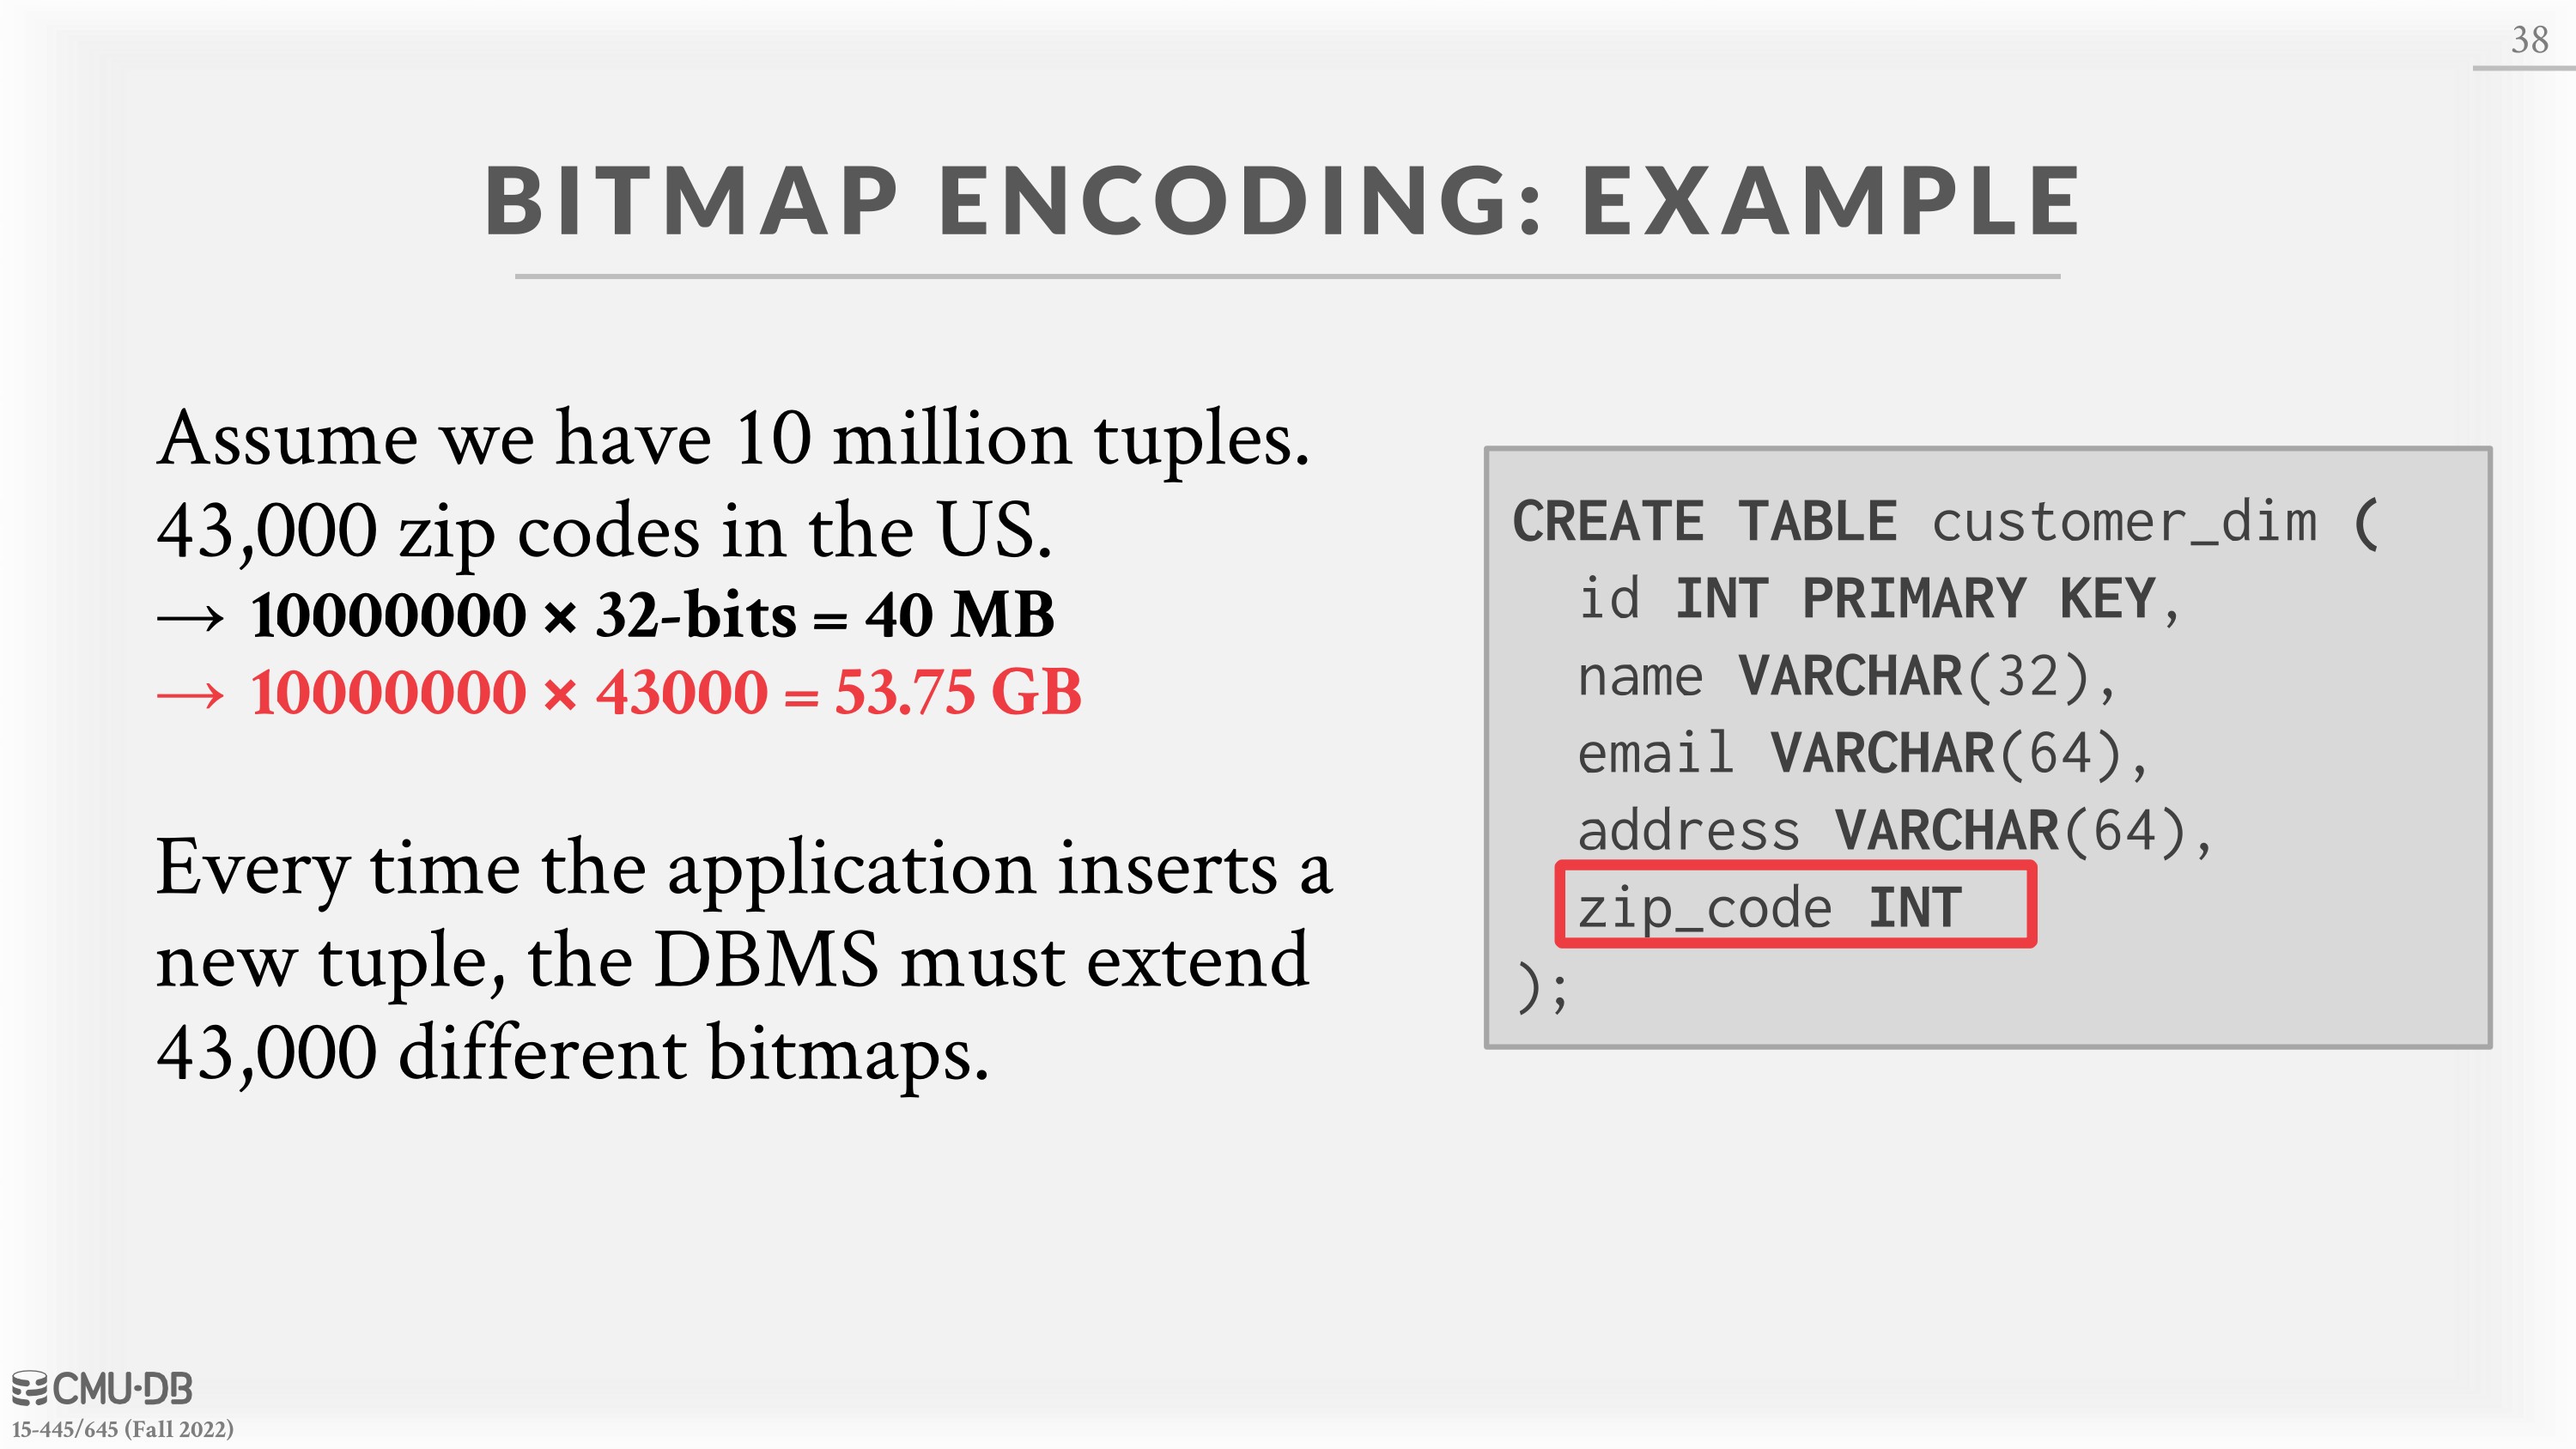 38
BITMAP ENCODING: EXAMPLE
Assume we have 10 million tuples.
43,000 zip codes in the US.
→ 10000000 × 32-bits = 40 MB
→ 10000000 × 43000 = 53.75 GB
Every time the application inserts a
new tuple, the DBMS must extend
43,000 different bitmaps.
CREATE TABLE customer_dim (
id INT PRIMARY KEY,
name VARCHAR(32),
email VARCHAR(64),
address VARCHAR(64),
zip_code INT
);
CMU·DB
15-445/645 (Fall 2022)